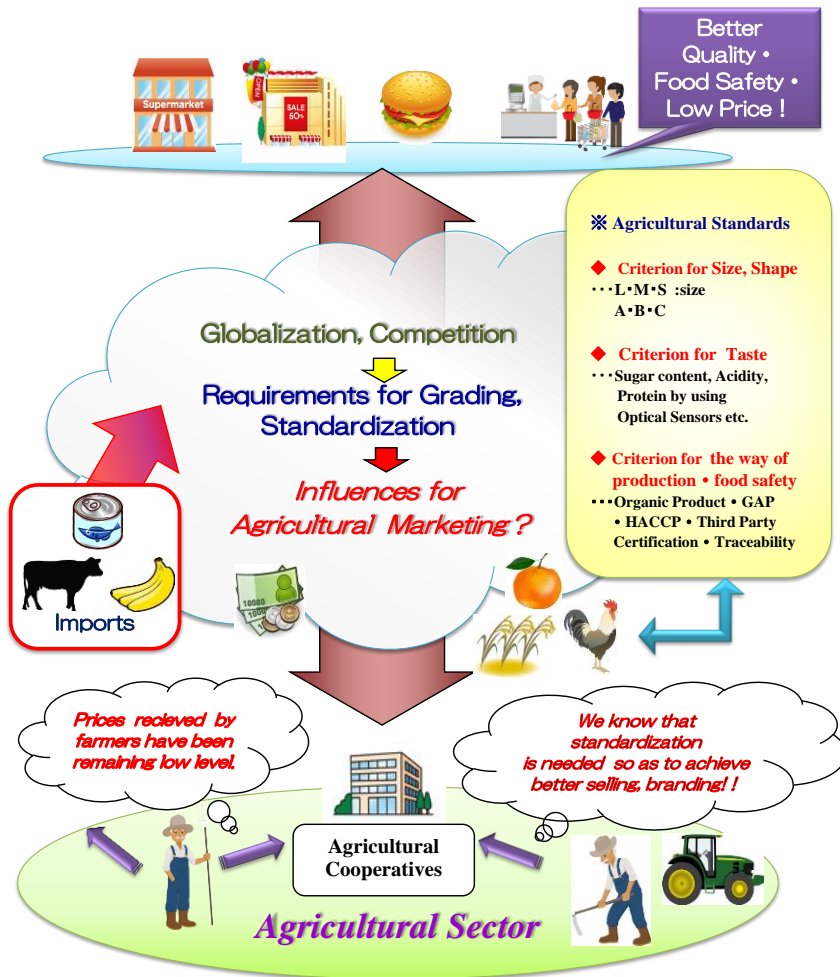 Better
Quality・
Food Safety・
Low Price !
Supermarket
OPEN
SALE
50%
※ Agricultural Standards
◆ Criterion for Size, Shape
･･･L・M・S :size
A・B・C
◆ Criterion for Taste
･･･Sugar content, Acidity,
Protein by using
Optical Sensors etc.
◆ Criterion for the way of
production・food safety
･･･Organic Product・GAP
・HACCP・Third Party
Certification・Traceability
Globalization, Competition
Requirements for Grading,
Standardization
Influences for
Agricultural Marketing?
Imports
10000
1000
Prices recieved by
farmers have been
remaining low level.
We know that
standardization
is needed so as to achieve
better selling, branding!!
Agricultural
Cooperatives
Agricultural Sector